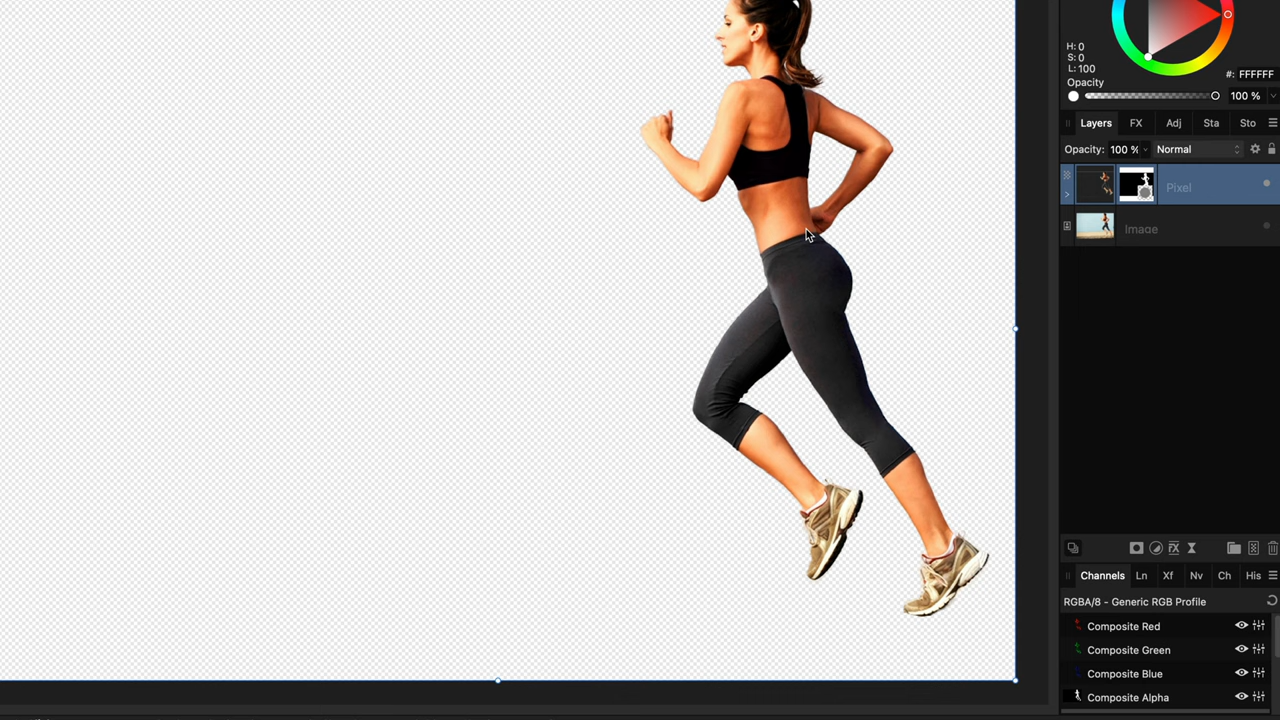 H: 0
S: 0
L: 100
#: FFFFFF
Opacity
100 %
Layers FX Adj Sta Sto
Opacity: 100 % Normal
Pixel
Image
FX
Channels Ln Xf Nv Ch His
RGBA/8 - Generic RGB Profile
Composite Red
Composite Green
Composite Blue
Composite Alpha